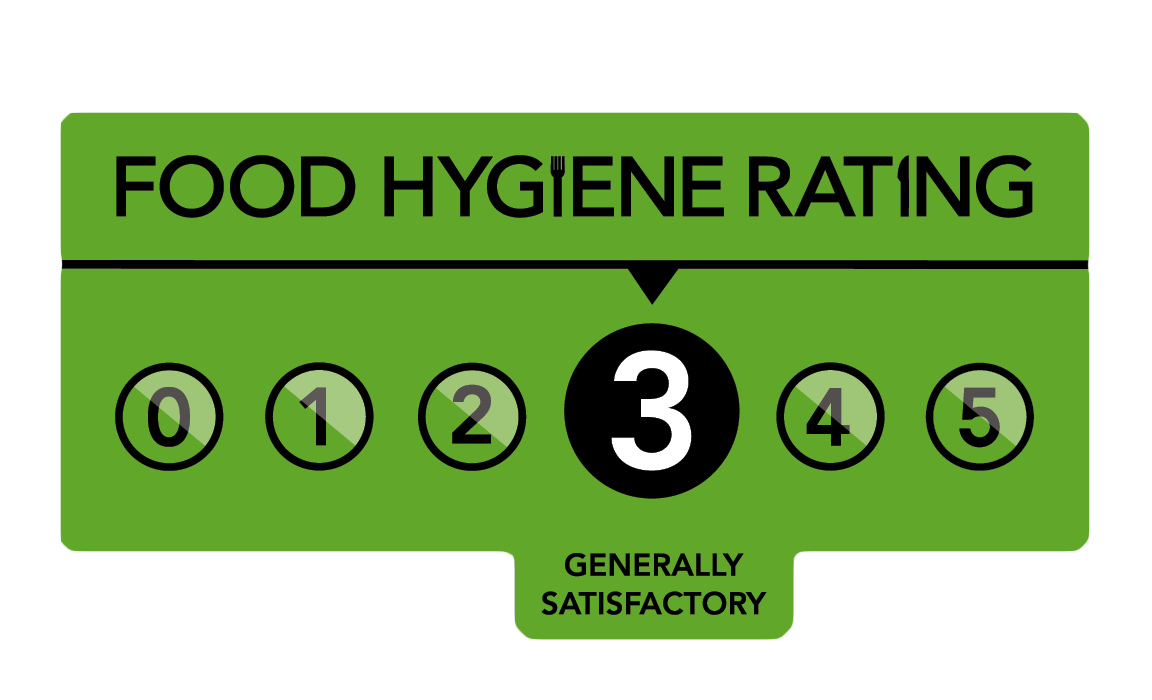 FOOD HYGIENE RATING
0 1 2 3 4 5
GENERALLY
SATISFACTORY